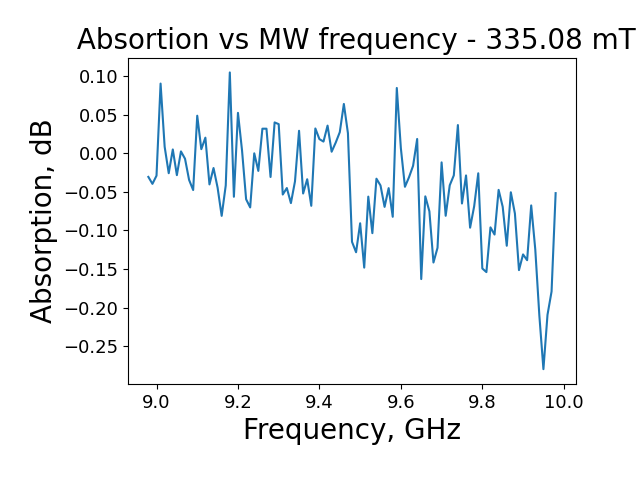 Absortion vs MW frequency - 335.08 mT
Absorption, dB
0.10
0.05
0.00
−0.05
−0.10
−0.15
−0.20
−0.25
9.0 9.2 9.4 9.6 9.8 10.0
Frequency, GHz